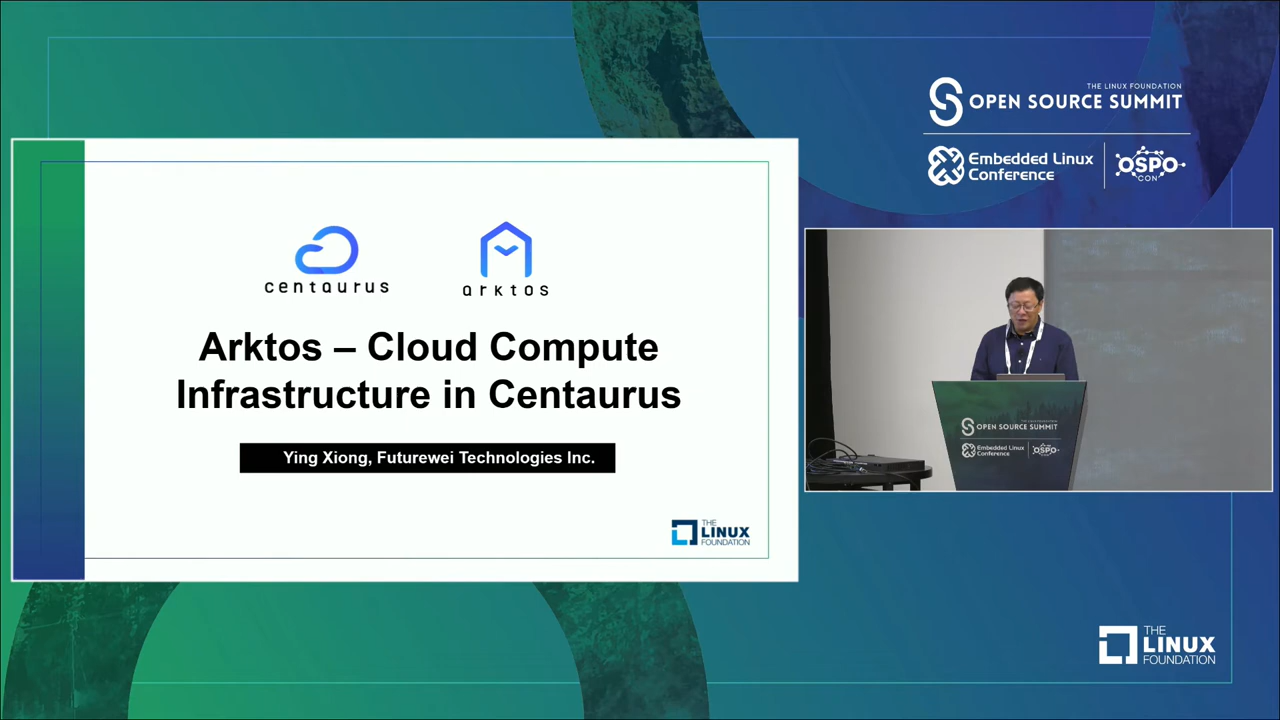 THE LINUX FOUNDATION
OPEN SOURCE SUMMIT
Embedded Linux
Conference
OSPO
CON
centaurus
arktos
Arktos – Cloud Compute
Infrastructure in Centaurus
Ying Xiong, Futurewei Technologies Inc.
THE
LINUX
FOUNDATION
OPEN SOURCE SUMMIT
Embedded Linux
Conference
OSPO
THE
LINUX
FOUNDATION